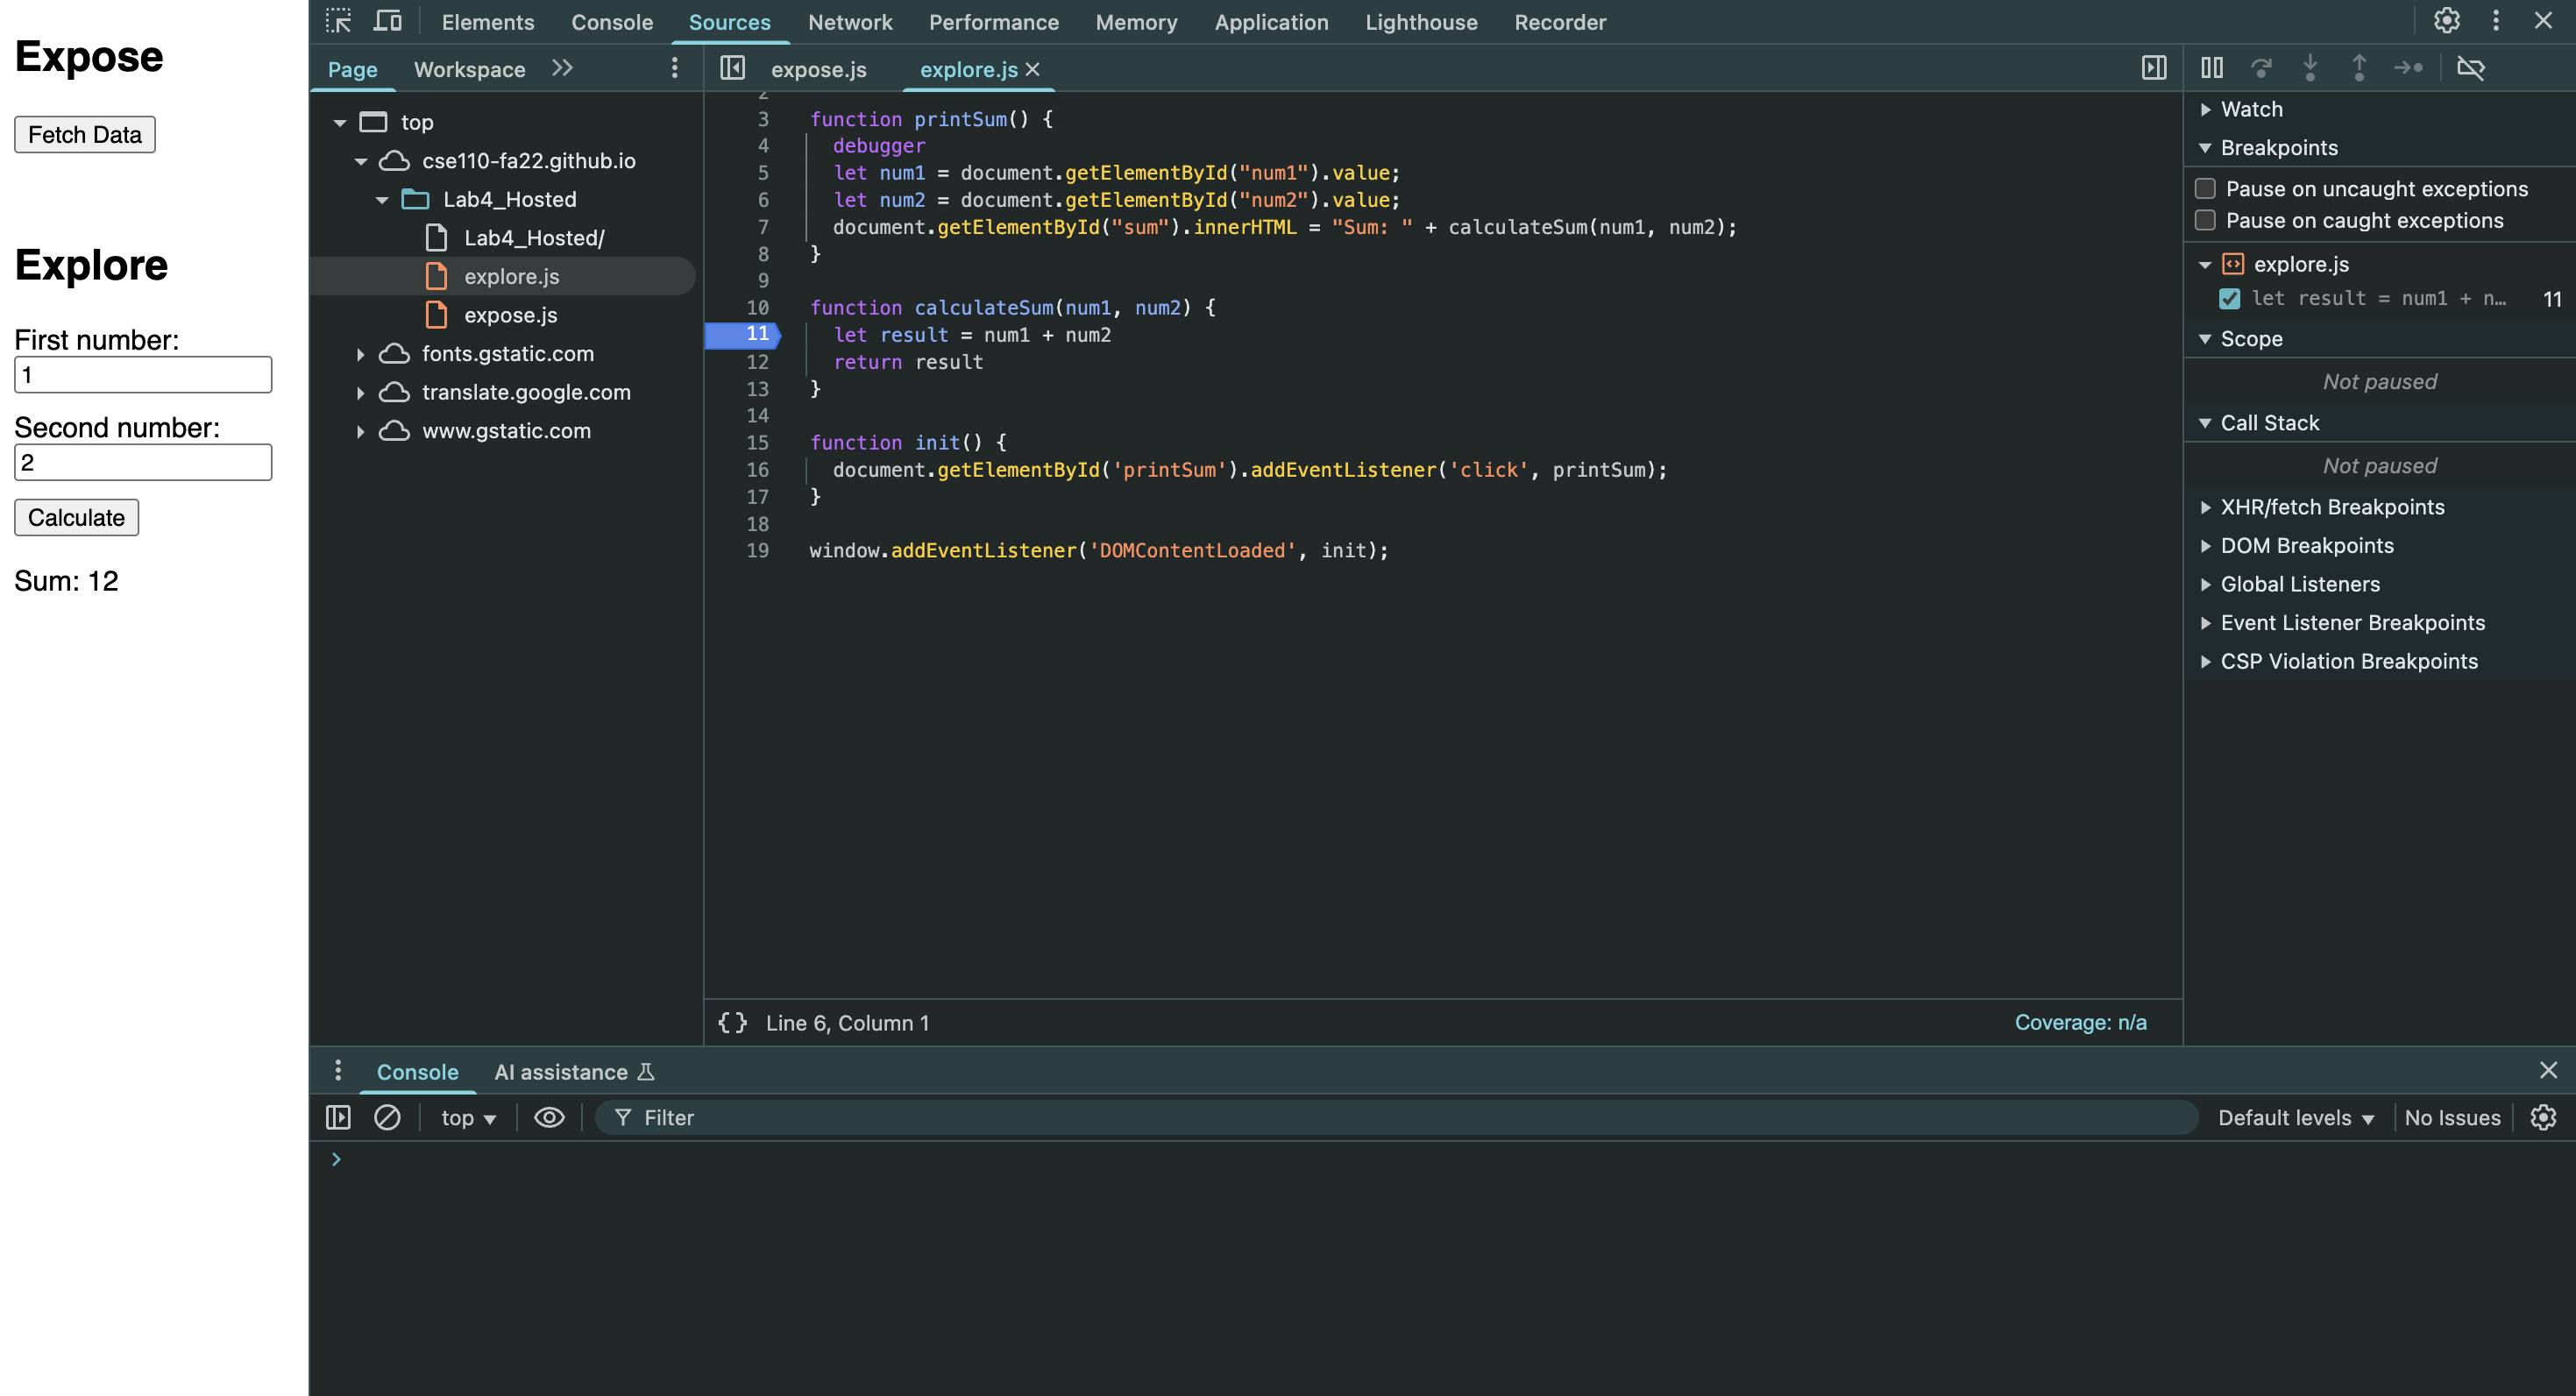 Expose
Fetch Data
Explore
First number:
1
Second number:
2
Calculate
Sum: 12
Elements Console Sources Network Performance Memory Application Lighthouse Recorder
Page Workspace
expose.js explore.js
top
cse110-fa22.github.io
Lab4_Hosted
Lab4_Hosted/
explore.js
expose.js
fonts.gstatic.com
translate.google.com
www.gstatic.com
2
3 function printSum() {
4 debugger
5 let num1 = document.getElementById("num1").value;
6 let num2 = document.getElementById("num2").value;
7 document.getElementById("sum").innerHTML = "Sum: " + calculateSum(num1, num2);
8 }
9
10 function calculateSum(num1, num2) {
11 let result = num1 + num2
12 return result
13 }
14
15 function init() {
16 document.getElementById('printSum').addEventListener('click', printSum);
17 }
18
19 window.addEventListener('DOMContentLoaded', init);
{} Line 6, Column 1
Coverage: n/a
Watch
Breakpoints
Pause on uncaught exceptions
Pause on caught exceptions
explore.js
let result = num1 + n… 11
Scope
Not paused
Call Stack
Not paused
XHR/fetch Breakpoints
DOM Breakpoints
Global Listeners
Event Listener Breakpoints
CSP Violation Breakpoints
Console AI assistance
top Filter Default levels No Issues